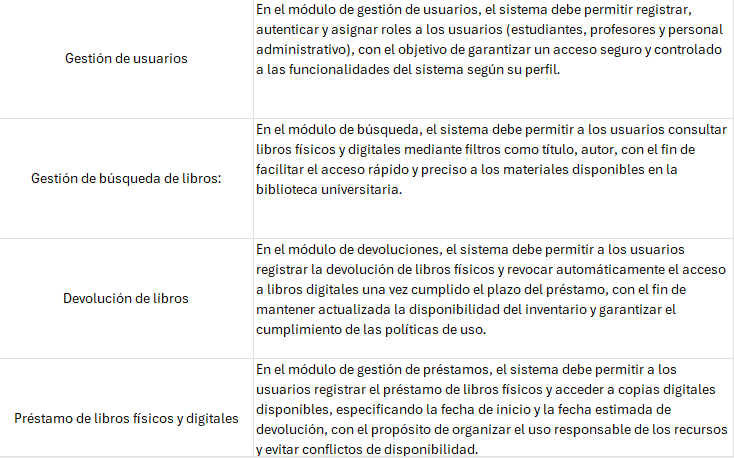 Gestión de usuarios
En el módulo de gestión de usuarios, el sistema debe permitir registrar,
autenticar y asignar roles a los usuarios (estudiantes, profesores y personal
administrativo), con el objetivo de garantizar un acceso seguro y controlado
a las funcionalidades del sistema según su perfil.
Gestión de búsqueda de libros:
En el módulo de búsqueda, el sistema debe permitir a los usuarios consultar
libros físicos y digitales mediante filtros como título, autor, con el fin de
facilitar el acceso rápido y preciso a los materiales disponibles en la
biblioteca universitaria.
Devolución de libros
En el módulo de devoluciones, el sistema debe permitir a los usuarios
registrar la devolución de libros físicos y revocar automáticamente el acceso
a libros digitales una vez cumplido el plazo del préstamo, con el fin de
mantener actualizada la disponibilidad del inventario y garantizar el
cumplimiento de las políticas de uso.
Préstamo de libros físicos y digitales
En el módulo de gestión de préstamos, el sistema debe permitir a los
usuarios registrar el préstamo de libros físicos y acceder a copias digitales
disponibles, especificando la fecha de inicio y la fecha estimada de
devolución, con el propósito de organizar el uso responsable de los recursos
y evitar conflictos de disponibilidad.